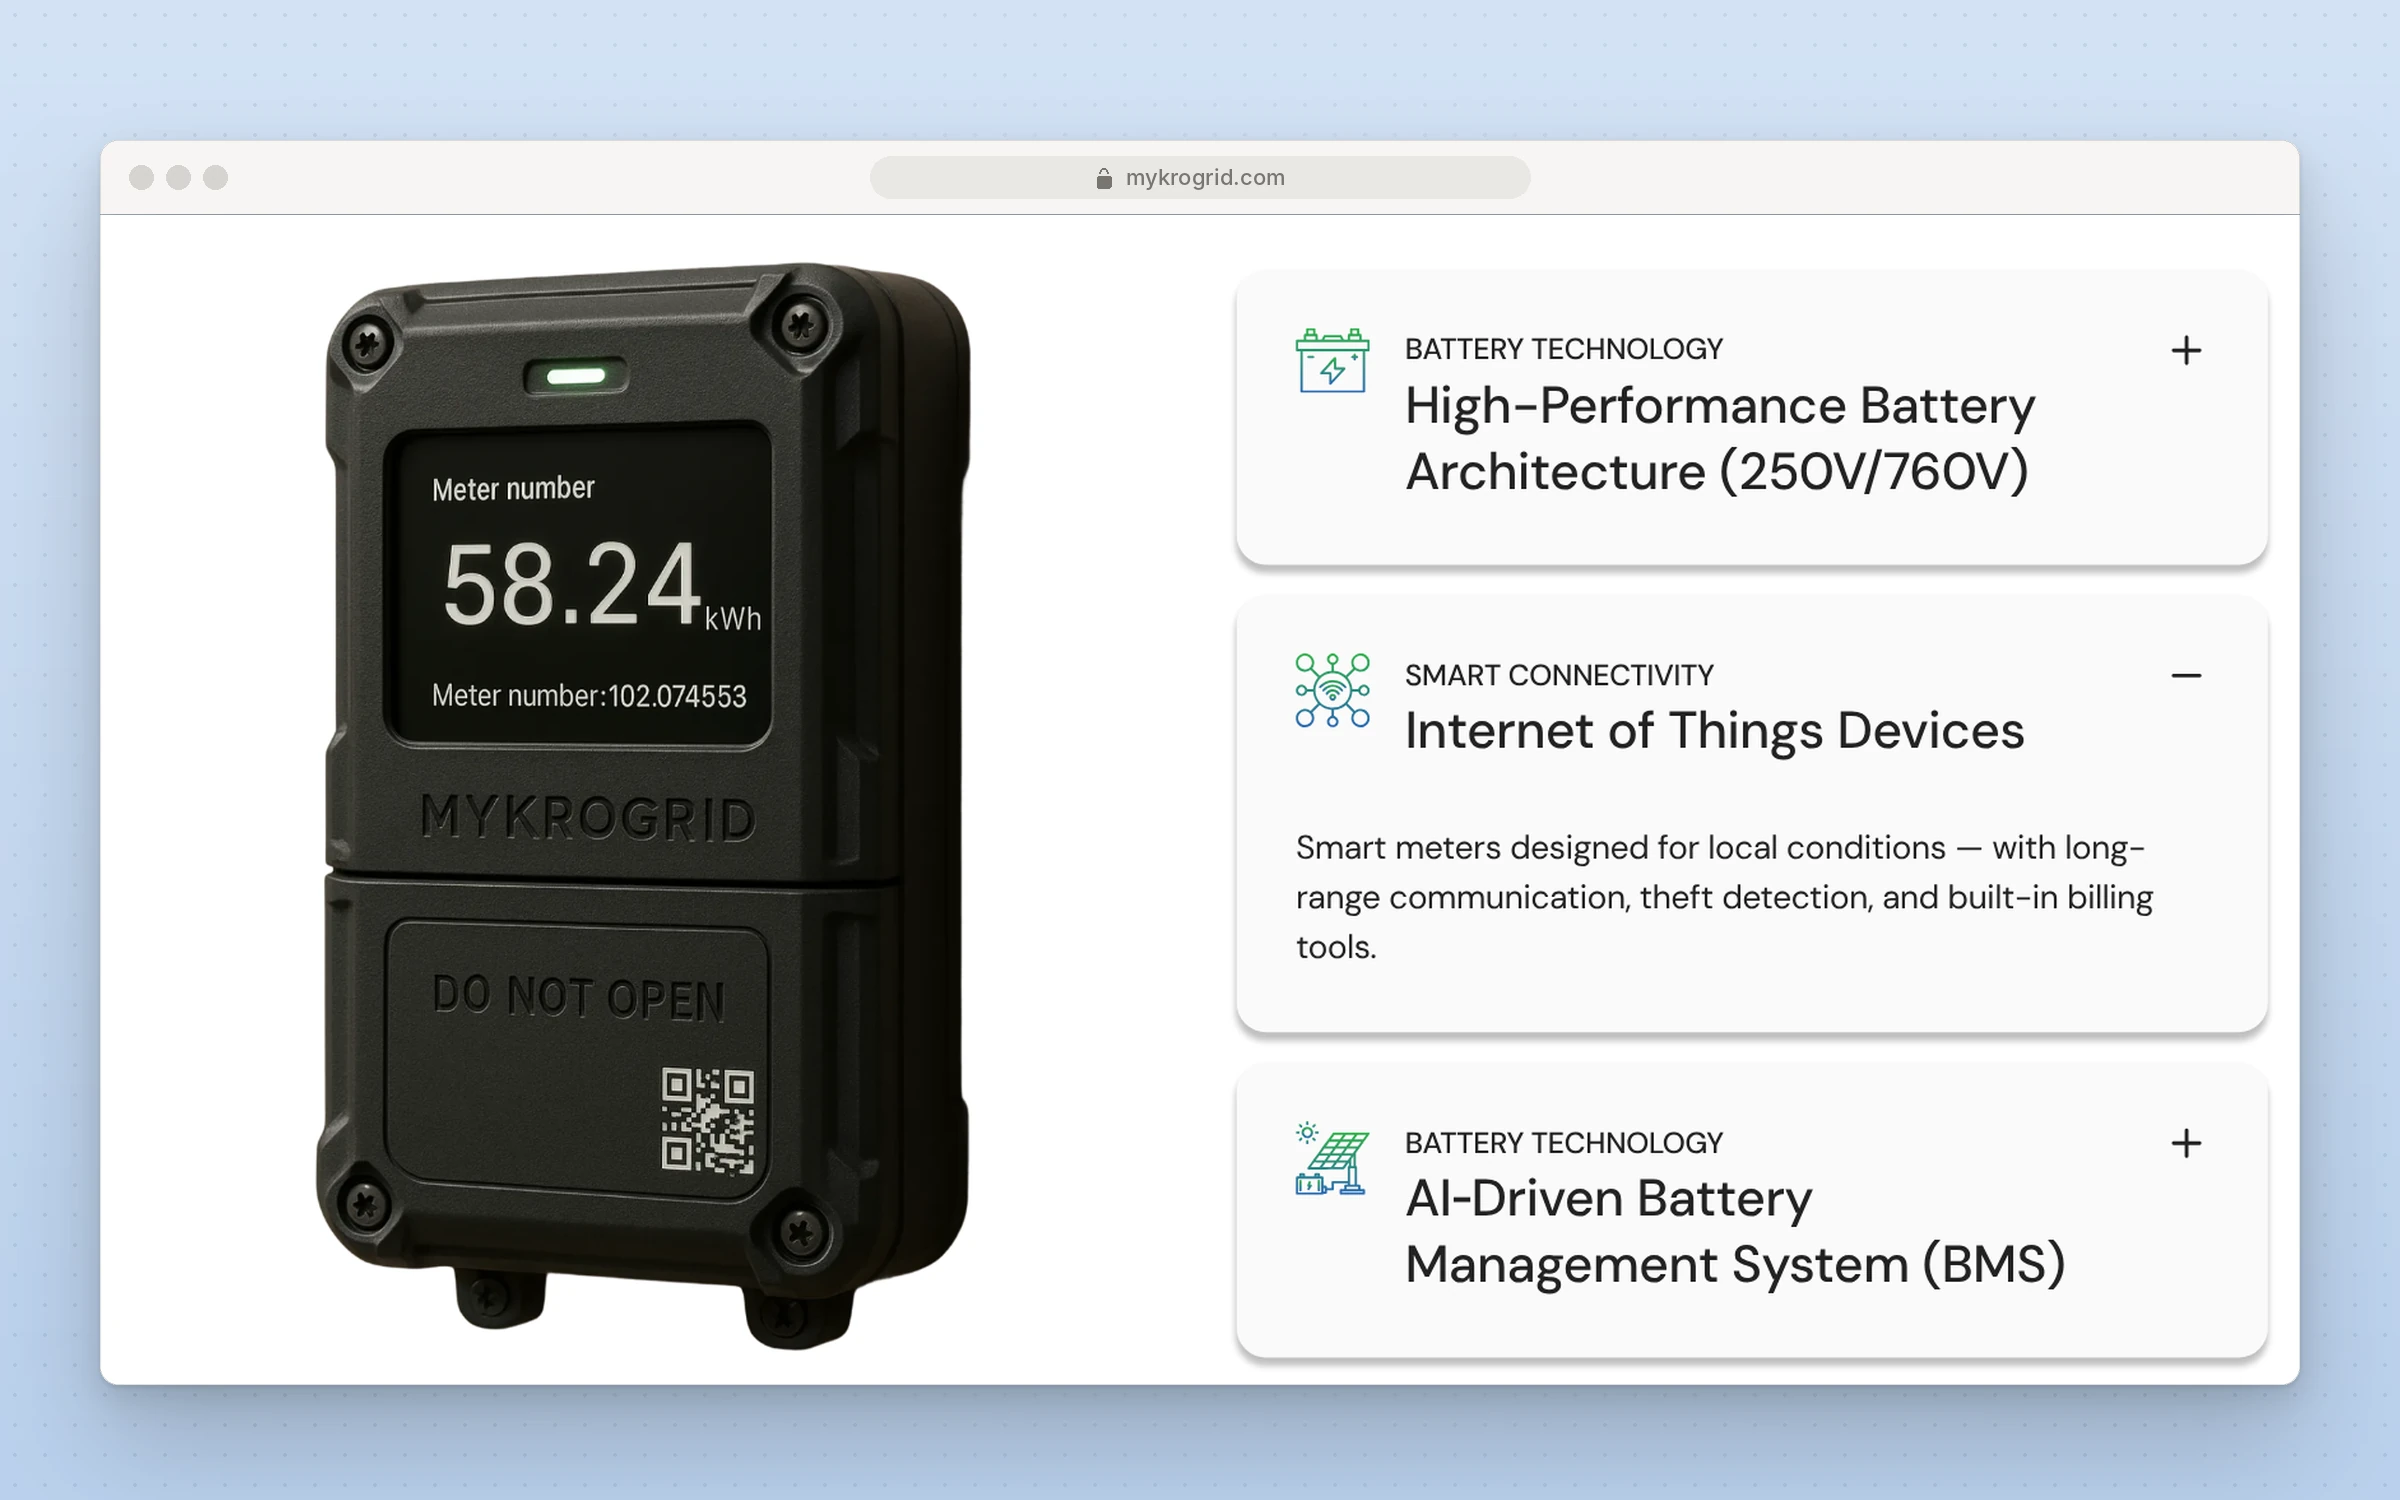 mykrogrid.com
Meter number
58.24 kWh
Meter number:102.074553
MYKROGRID
DO NOT OPEN
BATTERY TECHNOLOGY
High-Performance Battery
Architecture (250V/760V)
SMART CONNECTIVITY
Internet of Things Devices
Smart meters designed for local conditions — with long-
range communication, theft detection, and built-in billing
tools.
BATTERY TECHNOLOGY
AI-Driven Battery
Management System (BMS)